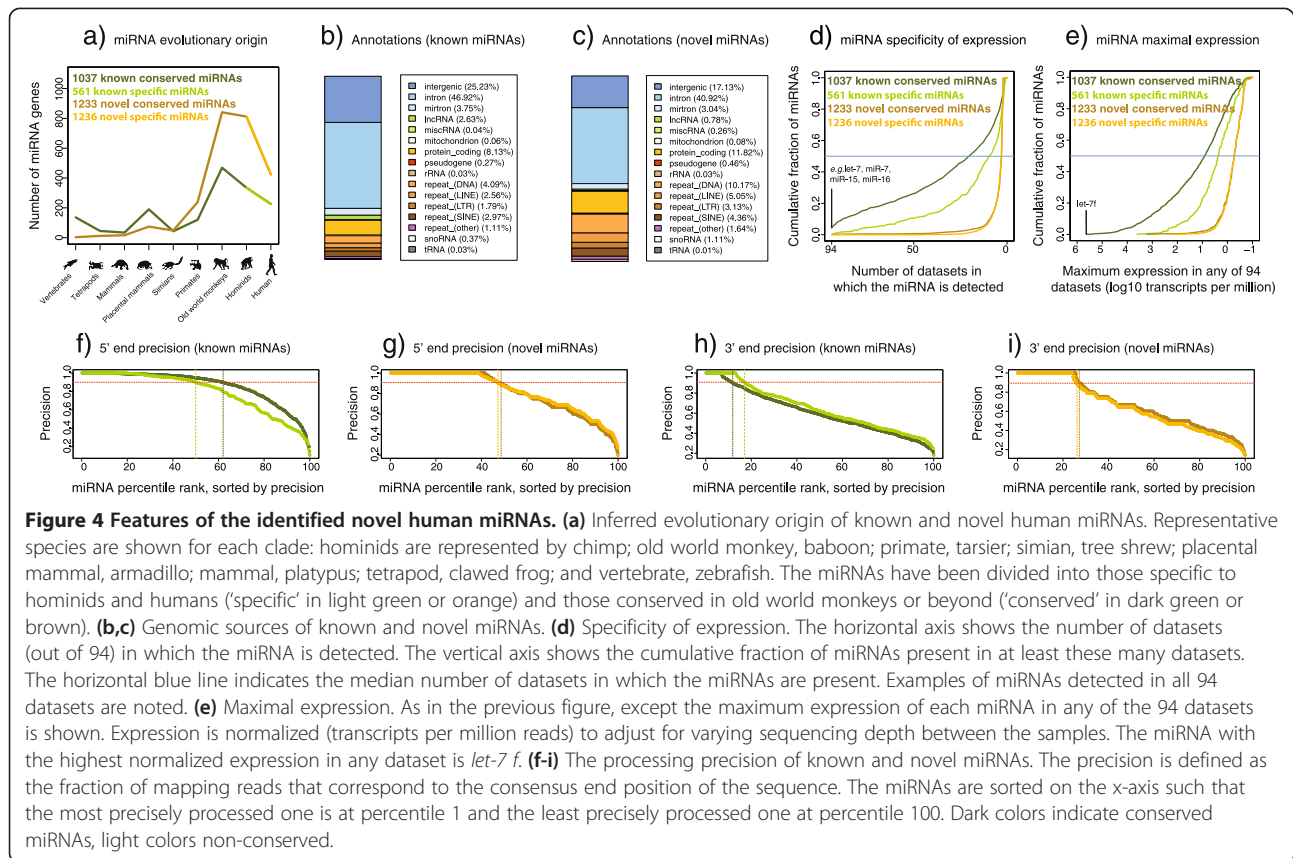 a) miRNA evolutionary origin
Number of miRNA genes
1000
800
600
400
200
0
1037 known conserved miRNAs
561 known specific miRNAs
1233 novel conserved miRNAs
1236 novel specific miRNAs
Vertebrates
Tetrapods
Mammals
Placental mammals
Simians
Primates
Old world monkeys
Hominids
Human
b) Annotations (known miRNAs)
intergenic (25.23%)
intron (46.92%)
mirtron (3.75%)
lncRNA (2.63%)
miscRNA (0.04%)
mitochondrion (0.06%)
protein_coding (8.13%)
pseudogene (0.27%)
rRNA (0.03%)
repeat_(DNA) (4.09%)
repeat_(LINE) (2.56%)
repeat_(LTR) (1.79%)
repeat_(SINE) (2.97%)
repeat_(other) (1.11%)
snoRNA (0.37%)
tRNA (0.03%)
c) Annotations (novel miRNAs)
intergenic (17.13%)
intron (40.92%)
mirtron (3.04%)
lncRNA (0.78%)
miscRNA (0.26%)
mitochondrion (0.08%)
protein_coding (11.82%)
pseudogene (0.46%)
rRNA (0.03%)
repeat_(DNA) (10.17%)
repeat_(LINE) (5.05%)
repeat_(LTR) (3.13%)
repeat_(SINE) (4.36%)
repeat_(other) (1.64%)
snoRNA (1.11%)
tRNA (0.01%)
d) miRNA specificity of expression
Cumulative fraction of miRNAs
1.0
0.8
0.6
0.4
0.2
0.0
1037 known conserved miRNAs
561 known specific miRNAs
1233 novel conserved miRNAs
1236 novel specific miRNAs
e.g let-7, miR-7,
miR-15, miR-16
94 50 0
Number of datasets in
which the miRNA is detected
e) miRNA maximal expression
Cumulative fraction of miRNAs
1.0
0.8
0.6
0.4
0.2
0.0
1037 known conserved miRNAs
561 known specific miRNAs
1233 novel conserved miRNAs
1236 novel specific miRNAs
let-7f
6 5 4 3 2 1 0 −1
Maximum expression in any of 94
datasets (log10 transcripts per million)
f) 5' end precision (known miRNAs)
Precision
1.0
0.8
0.6
0.4
0.2
0 20 40 60 80 100
miRNA percentile rank, sorted by precision
g) 5' end precision (novel miRNAs)
Precision
1.0
0.8
0.6
0.4
0.2
0 20 40 60 80 100
miRNA percentile rank, sorted by precision
h) 3' end precision (known miRNAs)
Precision
1.0
0.8
0.6
0.4
0.2
0 20 40 60 80 100
miRNA percentile rank, sorted by precision
i) 3' end precision (novel miRNAs)
Precision
1.0
0.8
0.6
0.4
0.2
0 20 40 60 80 100
miRNA percentile rank, sorted by precision
Figure 4 Features of the identified novel human miRNAs. (a) Inferred evolutionary origin of known and novel human miRNAs. Representative
species are shown for each clade: hominids are represented by chimp; old world monkey, baboon; primate, tarsier; simian, tree shrew; placental
mammal, armadillo; mammal, platypus; tetrapod, clawed frog; and vertebrate, zebrafish. The miRNAs have been divided into those specific to
hominids and humans (‘specific’ in light green or orange) and those conserved in old world monkeys or beyond (‘conserved’ in dark green or
brown). (b,c) Genomic sources of known and novel miRNAs. (d) Specificity of expression. The horizontal axis shows the number of datasets
(out of 94) in which the miRNA is detected. The vertical axis shows the cumulative fraction of miRNAs present in at least these many datasets.
The horizontal blue line indicates the median number of datasets in which the miRNAs are present. Examples of miRNAs detected in all 94
datasets are noted. (e) Maximal expression. As in the previous figure, except the maximum expression of each miRNA in any of the 94 datasets
is shown. Expression is normalized (transcripts per million reads) to adjust for varying sequencing depth between the samples. The miRNA with
the highest normalized expression in any dataset is let-7 f. (f-i) The processing precision of known and novel miRNAs. The precision is defined as
the fraction of mapping reads that correspond to the consensus end position of the sequence. The miRNAs are sorted on the x-axis such that
the most precisely processed one is at percentile 1 and the least precisely processed one at percentile 100. Dark colors indicate conserved
miRNAs, light colors non-conserved.